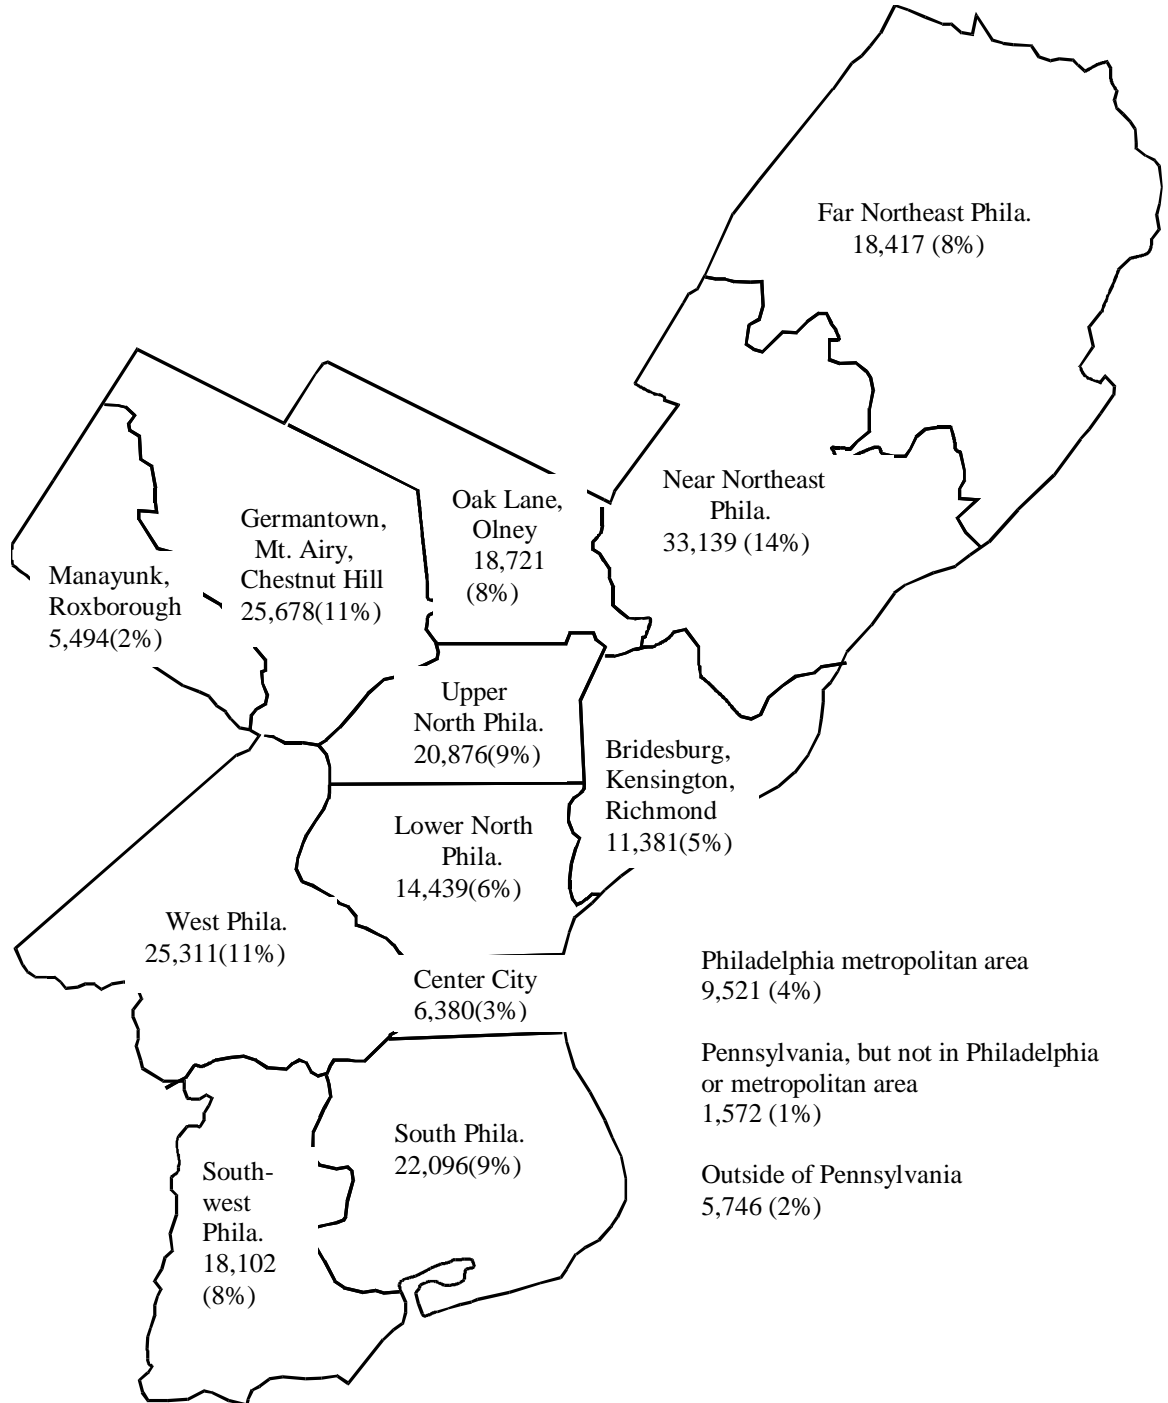 Far Northeast Phila.
18,417 (8%)
Near Northeast
Phila.
33,139 (14%)
Oak Lane,
Olney
18,721
(8%)
Germantown,
Mt. Airy,
Chestnut Hill
25,678(11%)
Manayunk,
Roxborough
5,494(2%)
Upper
North Phila.
20,876(9%)
Bridesburg,
Kensington,
Richmond
11,381(5%)
Lower North
Phila.
14,439(6%)
West Phila.
25,311(11%)
Center City
6,380(3%)
Philadelphia metropolitan area
9,521 (4%)
Pennsylvania, but not in Philadelphia
or metropolitan area
1,572 (1%)
Outside of Pennsylvania
5,746 (2%)
South Phila.
22,096(9%)
South-
west
Phila.
18,102
(8%)